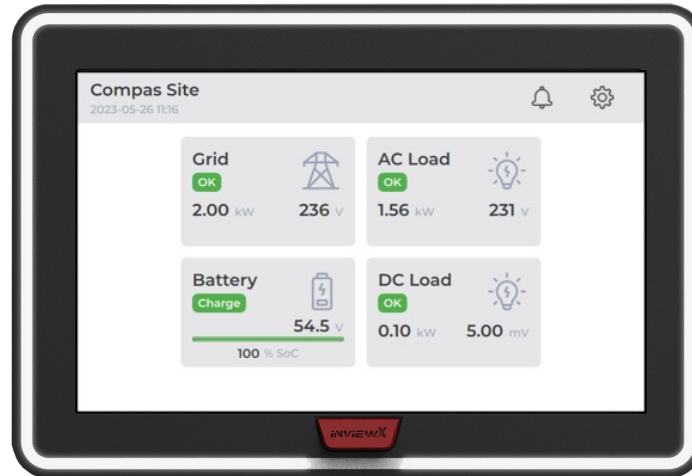 Compas Site
2023-05-26 11:16
Grid
OK
2.00 kW 236 V
AC Load
OK
1.56 kW 231 V
Battery
Charge
54.5 V
100 % SoC
DC Load
OK
0.10 kW 5.00 mV
INVIEWX